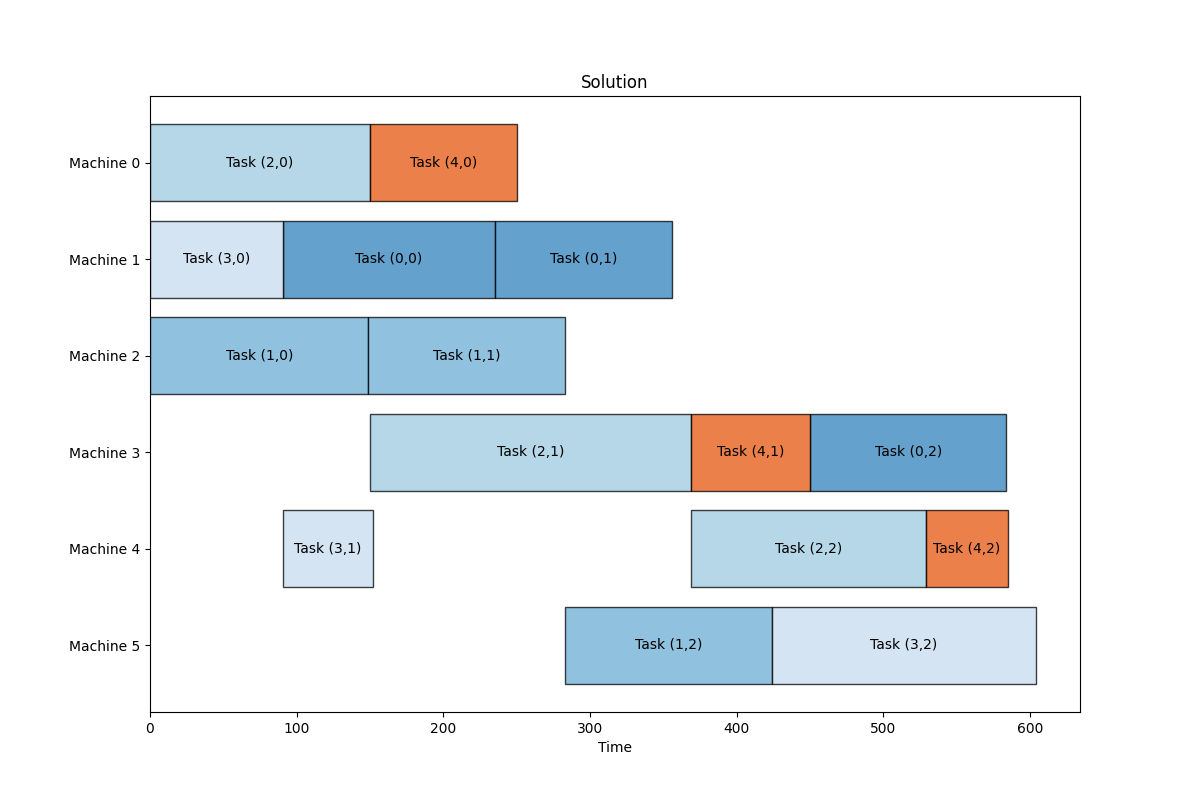 Solution
Machine 0
Task (2,0)
Task (4,0)
Machine 1
Task (3,0)
Task (0,0)
Task (0,1)
Machine 2
Task (1,0)
Task (1,1)
Machine 3
Task (2,1)
Task (4,1)
Task (0,2)
Machine 4
Task (3,1)
Task (2,2)
Task (4,2)
Machine 5
Task (1,2)
Task (3,2)
0 100 200 300 400 500 600
Time